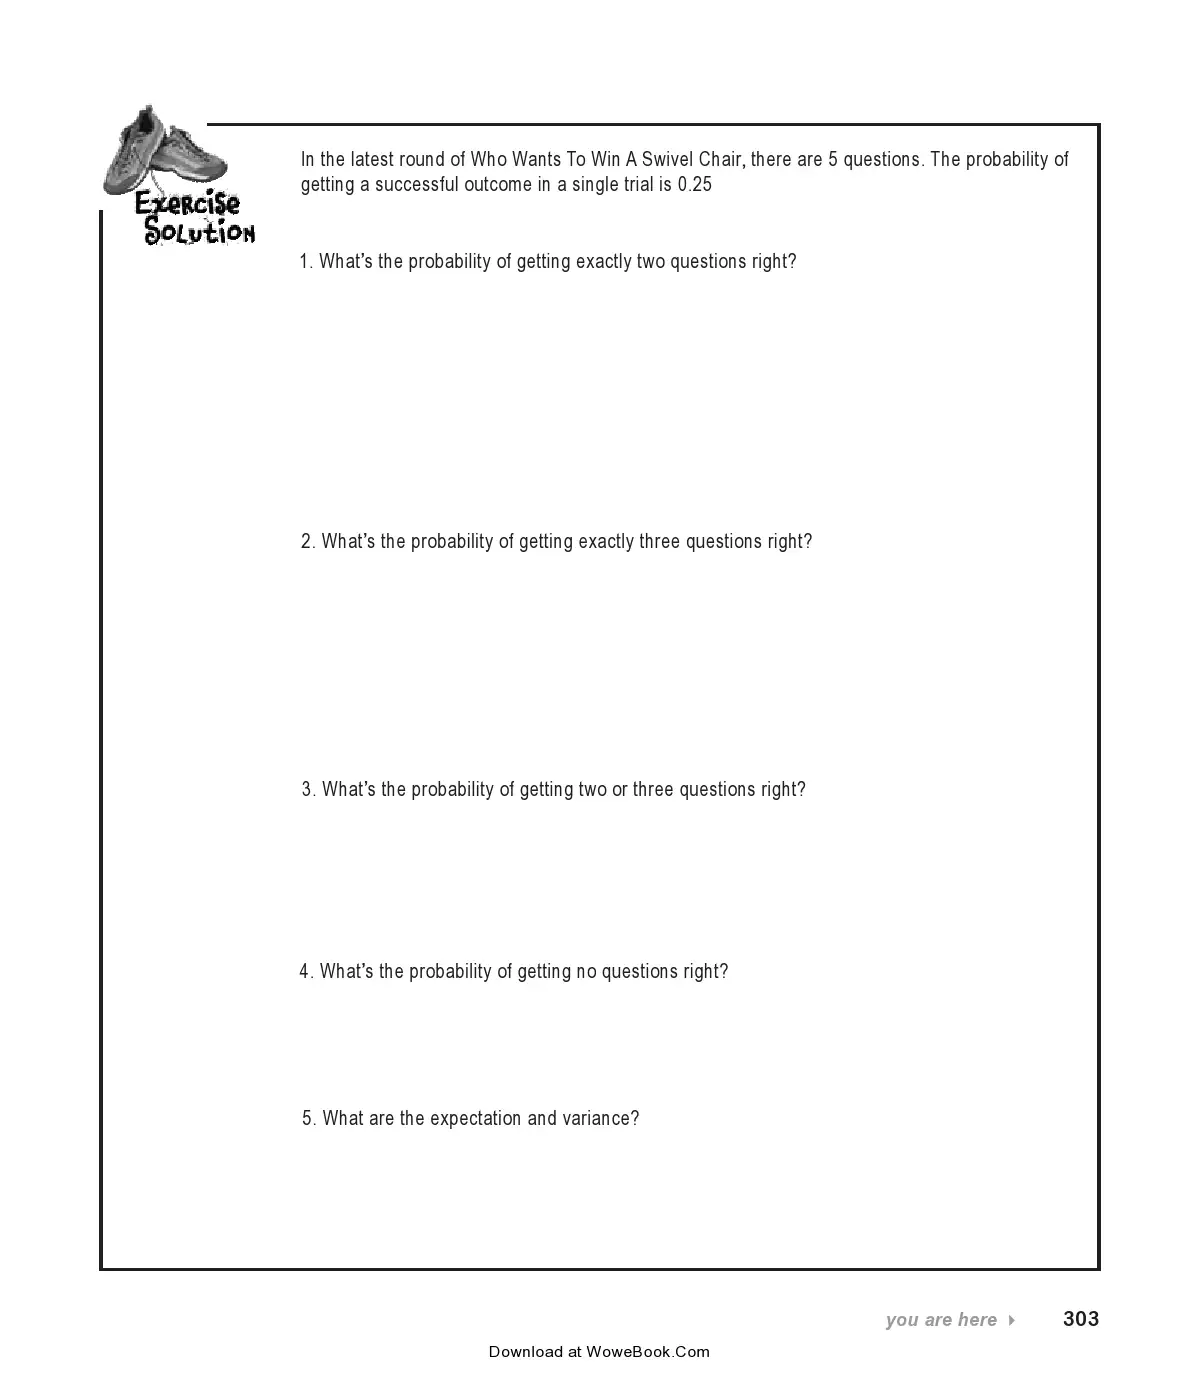 Exercise
Solution
In the latest round of Who Wants To Win A Swivel Chair, there are 5 questions. The probability of
getting a successful outcome in a single trial is 0.25
1. What’s the probability of getting exactly two questions right?
2. What’s the probability of getting exactly three questions right?
3. What’s the probability of getting two or three questions right?
4. What’s the probability of getting no questions right?
5. What are the expectation and variance?
you are here 303
Download at WoweBook.Com